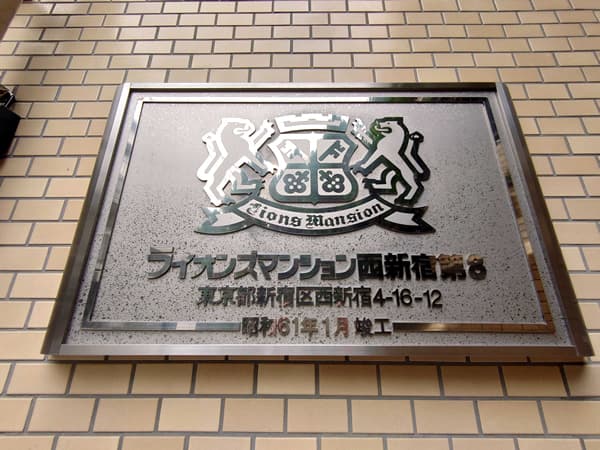 Lions Mansion
ライオンズマンション西新宿第8
東京都新宿区西新宿4-16-12
昭和61年1月竣工